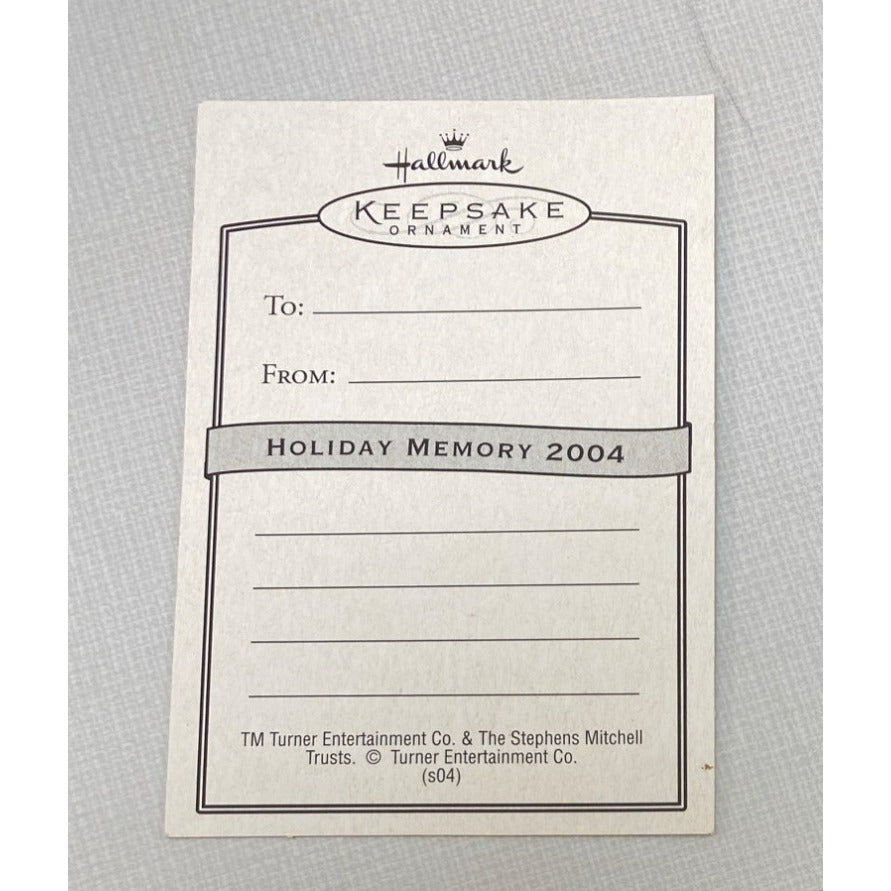 Hallmark
KEEPSAKE
ORNAMENT
TO:
FROM:
HOLIDAY MEMORY 2004
TM Turner Entertainment Co. & The Stephens Mitchell
Trusts. © Turner Entertainment Co.
(s04)